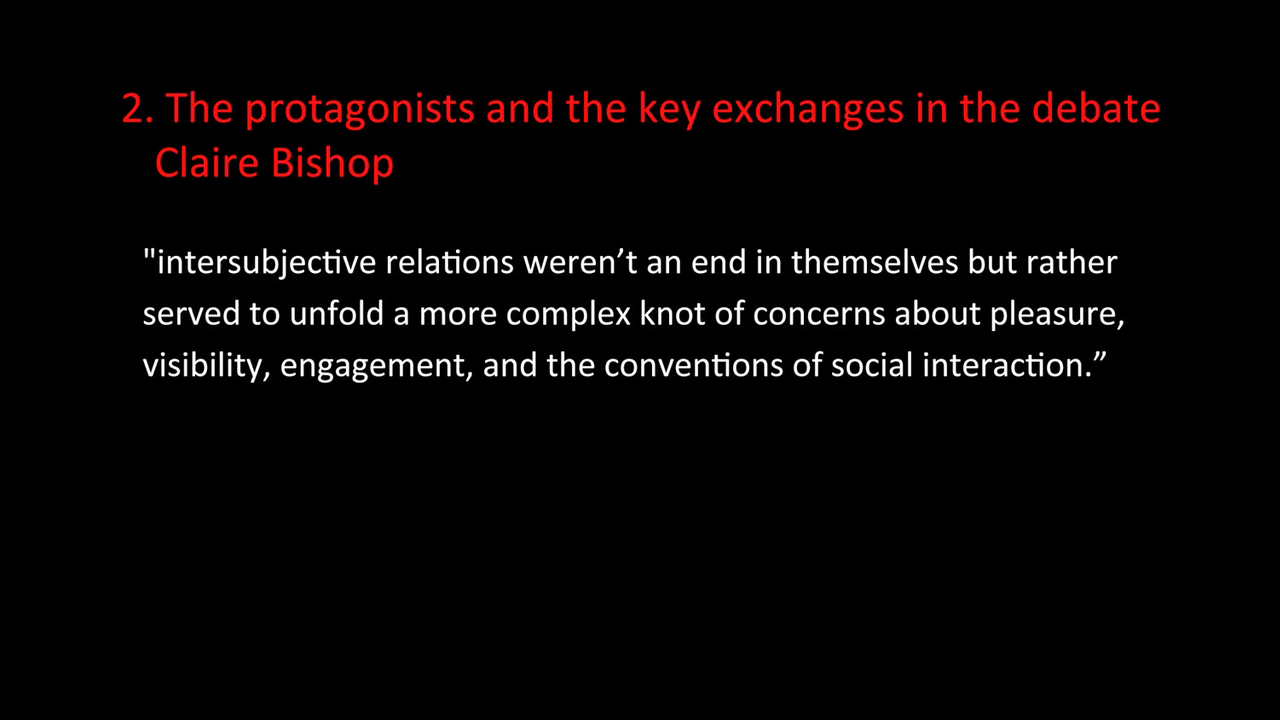 2. The protagonists and the key exchanges in the debate
Claire Bishop
"intersubjective relations weren’t an end in themselves but rather
served to unfold a more complex knot of concerns about pleasure,
visibility, engagement, and the conventions of social interaction.”